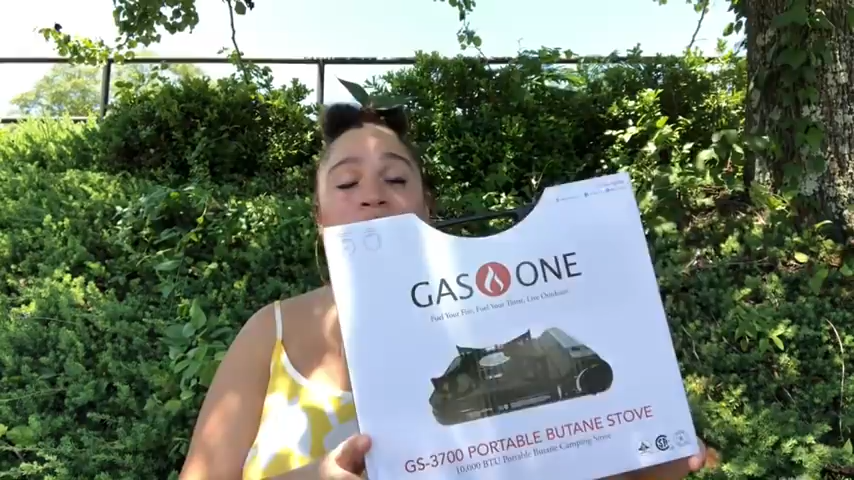 GAS ONE
Fuel Your Fire, Fuel Your Teams, Live Outdoors
GS-3700 PORTABLE BUTANE STOVE
10,000 BTU Portable Butane Camping Stove